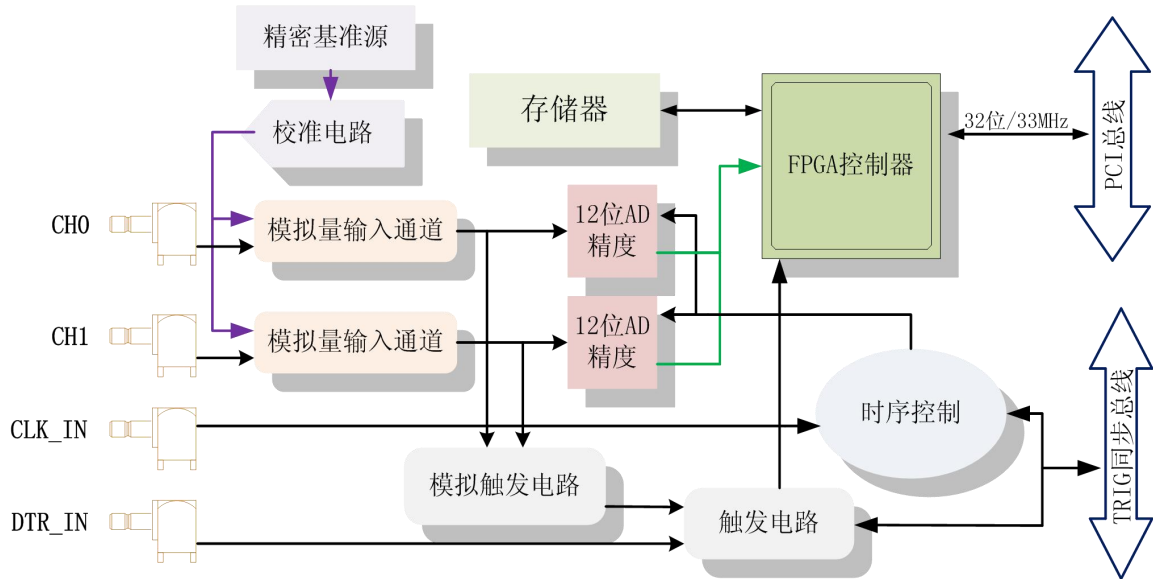 精密基准源
校准电路
存储器
FPGA控制器
32位/33MHz
PCI总线
CH0
模拟量输入通道
12位AD
精度
CH1
模拟量输入通道
12位AD
精度
时序控制
CLK_IN
模拟触发电路
DTR_IN
触发电路
TRIG同步总线